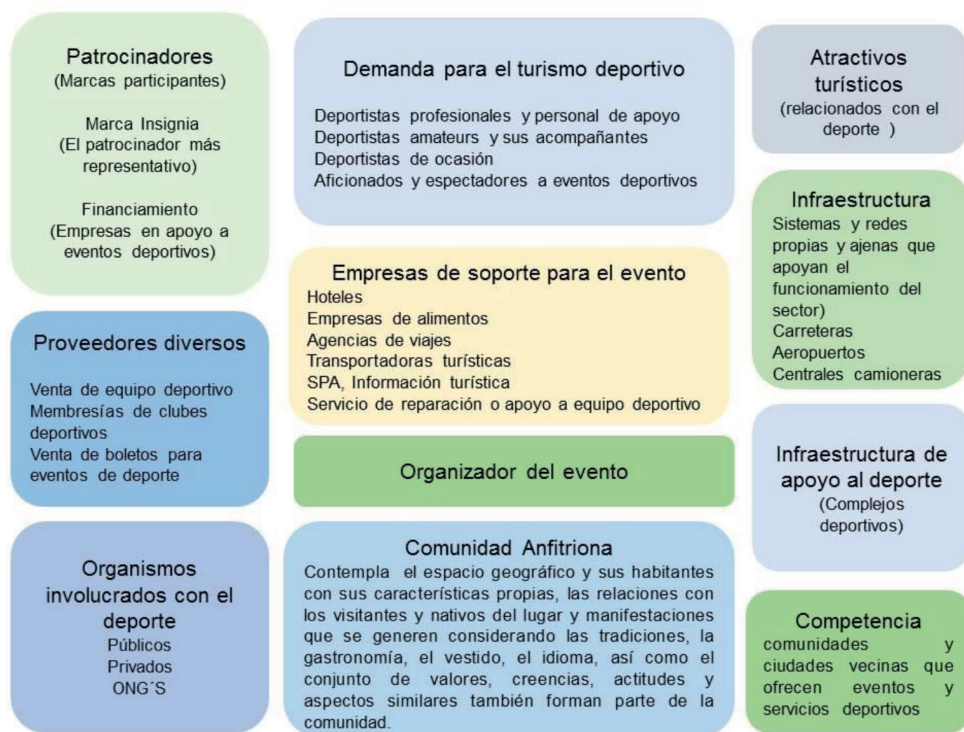 Patrocinadores
(Marcas participantes)
Marca Insignia
(El patrocinador más
representativo)
Financiamiento
(Empresas en apoyo a
eventos deportivos)
Proveedores diversos
Venta de equipo deportivo
Membresías de clubes
deportivos
Venta de boletos para
eventos de deporte
Organismos
involucrados con el
deporte
Públicos
Privados
ONG´S
Demanda para el turismo deportivo
Deportistas profesionales y personal de apoyo
Deportistas amateurs y sus acompañantes
Deportistas de ocasión
Aficionados y espectadores a eventos deportivos
Empresas de soporte para el evento
Hoteles
Empresas de alimentos
Agencias de viajes
Transportadoras turísticas
SPA, Información turística
Servicio de reparación o apoyo a equipo deportivo
Organizador del evento
Comunidad Anfitriona
Contempla el espacio geográfico y sus habitantes
con sus características propias, las relaciones con
los visitantes y nativos del lugar y manifestaciones
que se generen considerando las tradiciones, la
gastronomía, el vestido, el idioma, así como el
conjunto de valores, creencias, actitudes y
aspectos similares también forman parte de la
comunidad.
Atractivos
turísticos
(relacionados con el
deporte )
Infraestructura
Sistemas y redes
propias y ajenas que
apoyan el
funcionamiento del
sector)
Carreteras
Aeropuertos
Centrales camioneras
Infraestructura de
apoyo al deporte
(Complejos
deportivos)
Competencia
comunidades y
ciudades vecinas que
ofrecen eventos y
servicios deportivos